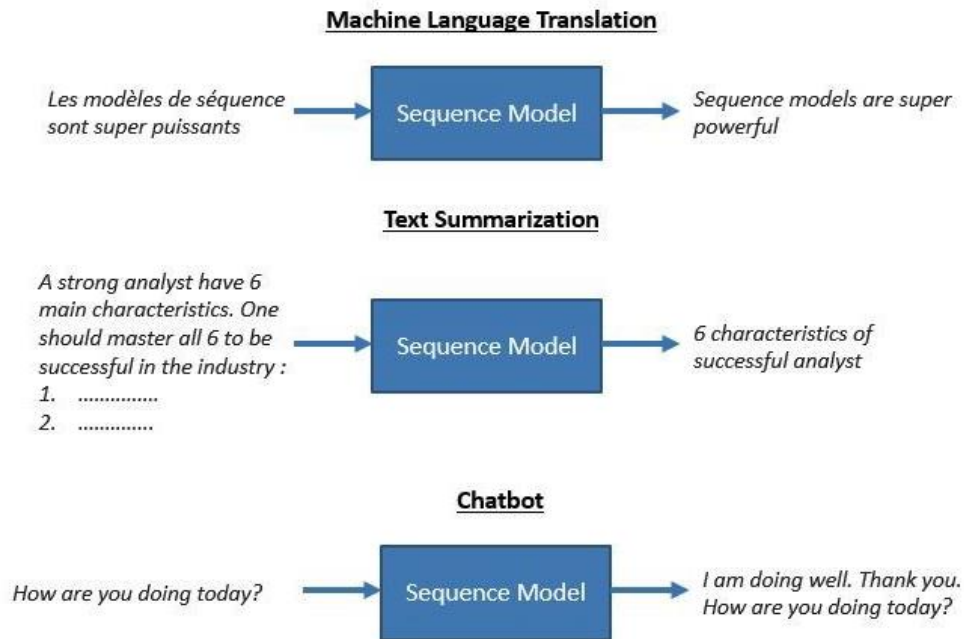 Machine Language Translation
Les modèles de séquence
sont super puissants
Sequence Model
Sequence models are super
powerful
Text Summarization
A strong analyst have 6
main characteristics. One
should master all 6 to be
successful in the industry :
1. ...............
2. ..............
Sequence Model
6 characteristics of
successful analyst
Chatbot
How are you doing today?
Sequence Model
I am doing well. Thank you.
How are you doing today?